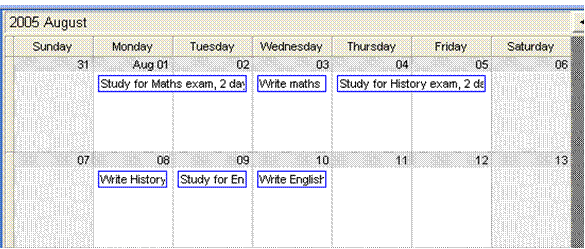 2005 August
Sunday Monday Tuesday Wednesday Thursday Friday Saturday
31 Aug 01 02 03 04 05 06
Study for Maths exam, 2 day Write maths Study for History exam, 2 da
07 08 09 10 11 12 13
Write History Study for En Write English